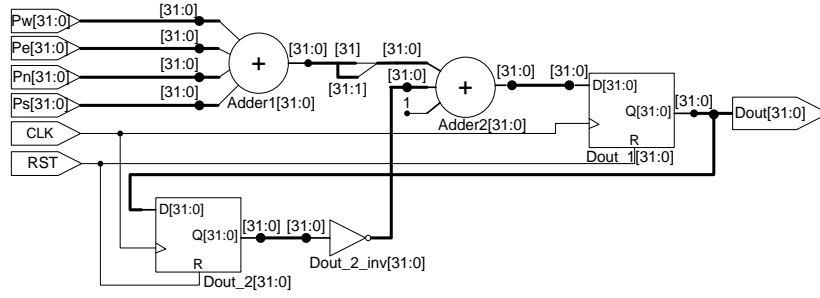 Pw[31:0]
[31:0]
Pe[31:0]
[31:0]
Pn[31:0]
[31:0]
Ps[31:0]
[31:0]
+
Adder1[31:0]
[31:0]
[31]
[31:1]
[31:0]
[31:0]
1
+
Adder2[31:0]
[31:0]
[31:0]
D[31:0]
Q[31:0]
R
Dout_1[31:0]
[31:0]
Dout[31:0]
CLK
RST
D[31:0]
Q[31:0]
R
Dout_2[31:0]
[31:0]
[31:0]
Dout_2_inv[31:0]